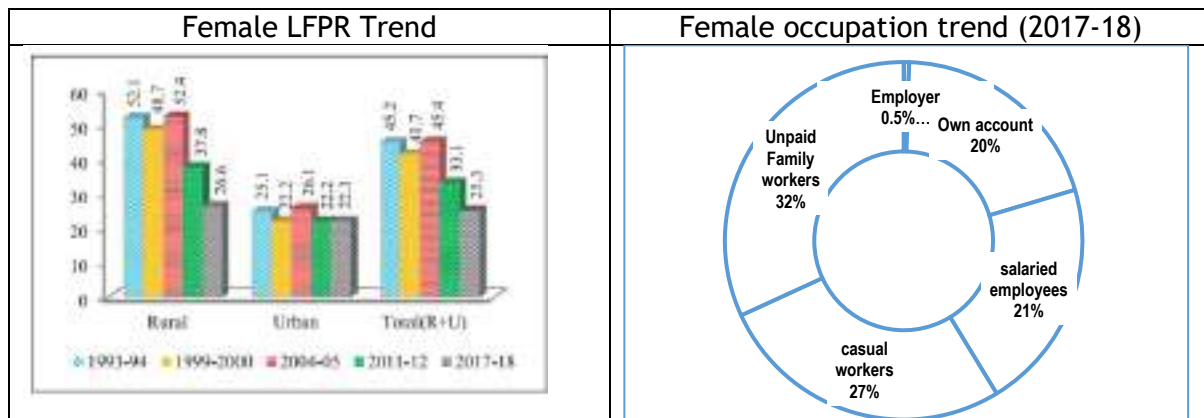 Female LFPR Trend
Female occupation trend (2017-18)
60
50
40
30
20
10
0
52.1
48.7
52.4
37.8
26.6
25.1
22.2
26.1
22.2
22.3
45.2
41.7
45.4
33.1
25.3
Rural
Urban
Total(R+U)
1993-94 1999-2000 2004-05 2011-12 2017-18
Employer
0.5%...
Own account
20%
Unpaid
Family
workers
32%
salaried
employees
21%
casual
workers
27%